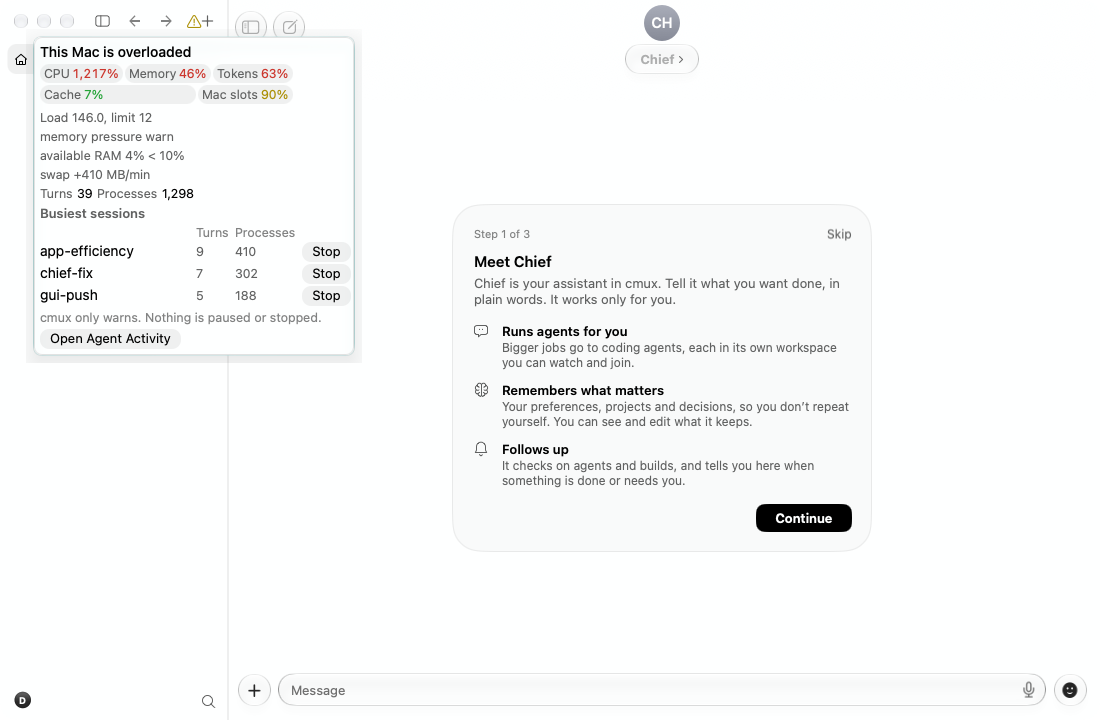 This Mac is overloaded
CPU 1,217% Memory 46% Tokens 63%
Cache 7% Mac slots 90%
Load 146.0, limit 12
memory pressure warn
available RAM 4% < 10%
swap +410 MB/min
Turns 39 Processes 1,298
Busiest sessions
Turns Processes
app-efficiency 9 410 Stop
chief-fix 7 302 Stop
gui-push 5 188 Stop
cmux only warns. Nothing is paused or stopped.
Open Agent Activity
D
CH
Chief >
Step 1 of 3
Skip
Meet Chief
Chief is your assistant in cmux. Tell it what you want done, in
plain words. It works only for you.
Runs agents for you
Bigger jobs go to coding agents, each in its own workspace
you can watch and join.
Remembers what matters
Your preferences, projects and decisions, so you don’t repeat
yourself. You can see and edit what it keeps.
Follows up
It checks on agents and builds, and tells you here when
something is done or needs you.
Continue
Message